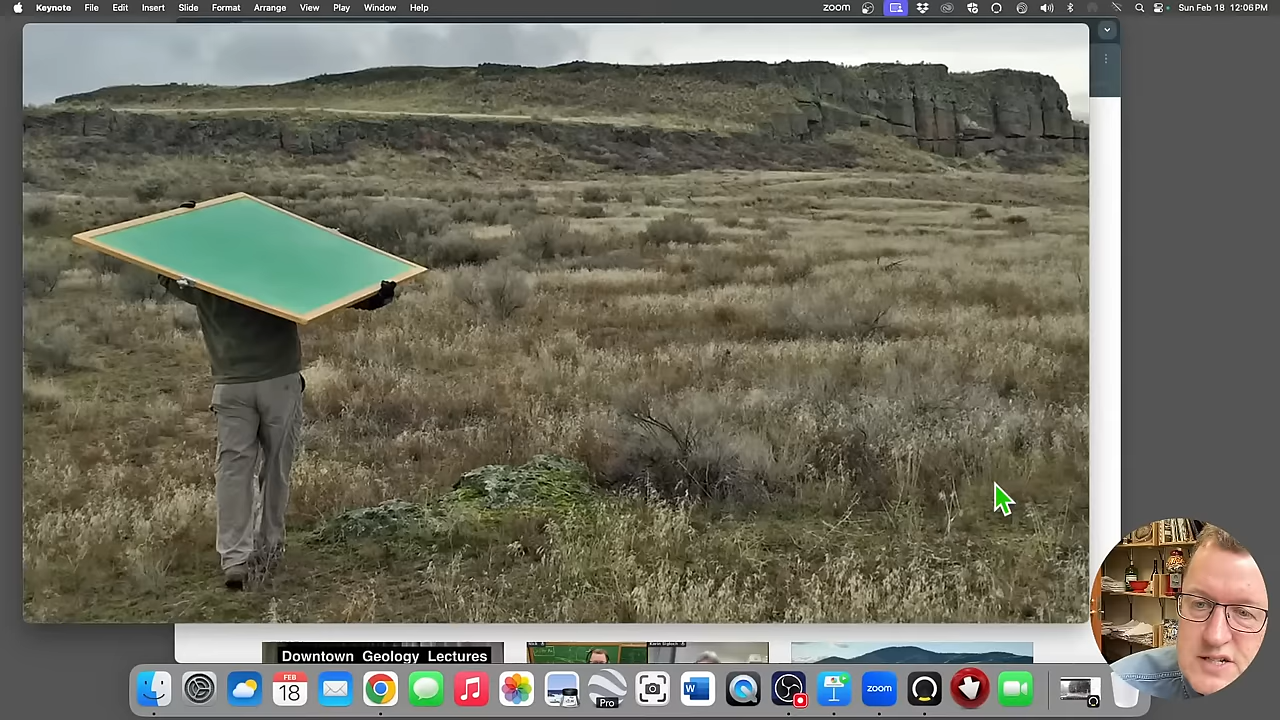 Keynote File Edit Insert Slide Format Arrange View Play Window Help zoom Sun Feb 18 12:06 PM
Downtown Geology Lectures
FEB
18
Pro
W
zoom